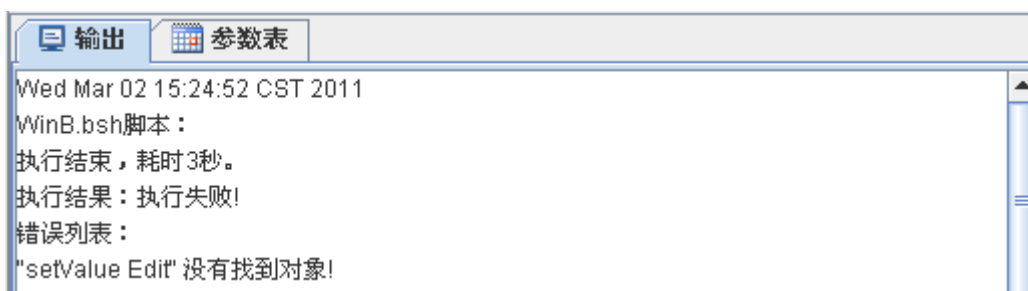 输出 参数表
Wed Mar 02 15:24:52 CST 2011
WinB.bsh脚本：
执行结束，耗时3秒。
执行结果：执行失败!
错误列表：
"setValue Edit" 没有找到对象!